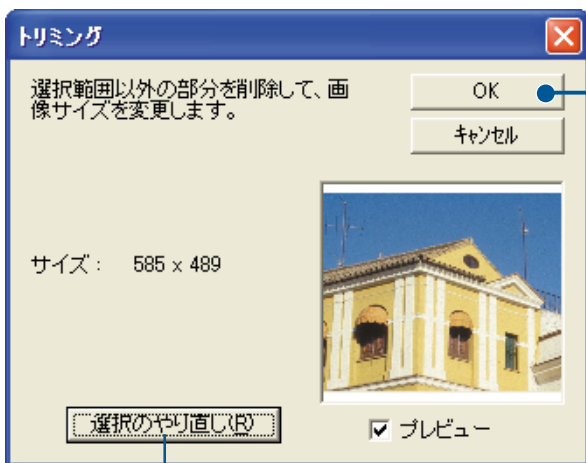 トリミング
選択範囲以外の部分を削除して、画
像サイズを変更します。
OK
キャンセル
サイズ： 585 x 489
選択のやり直し(R)
プレビュー